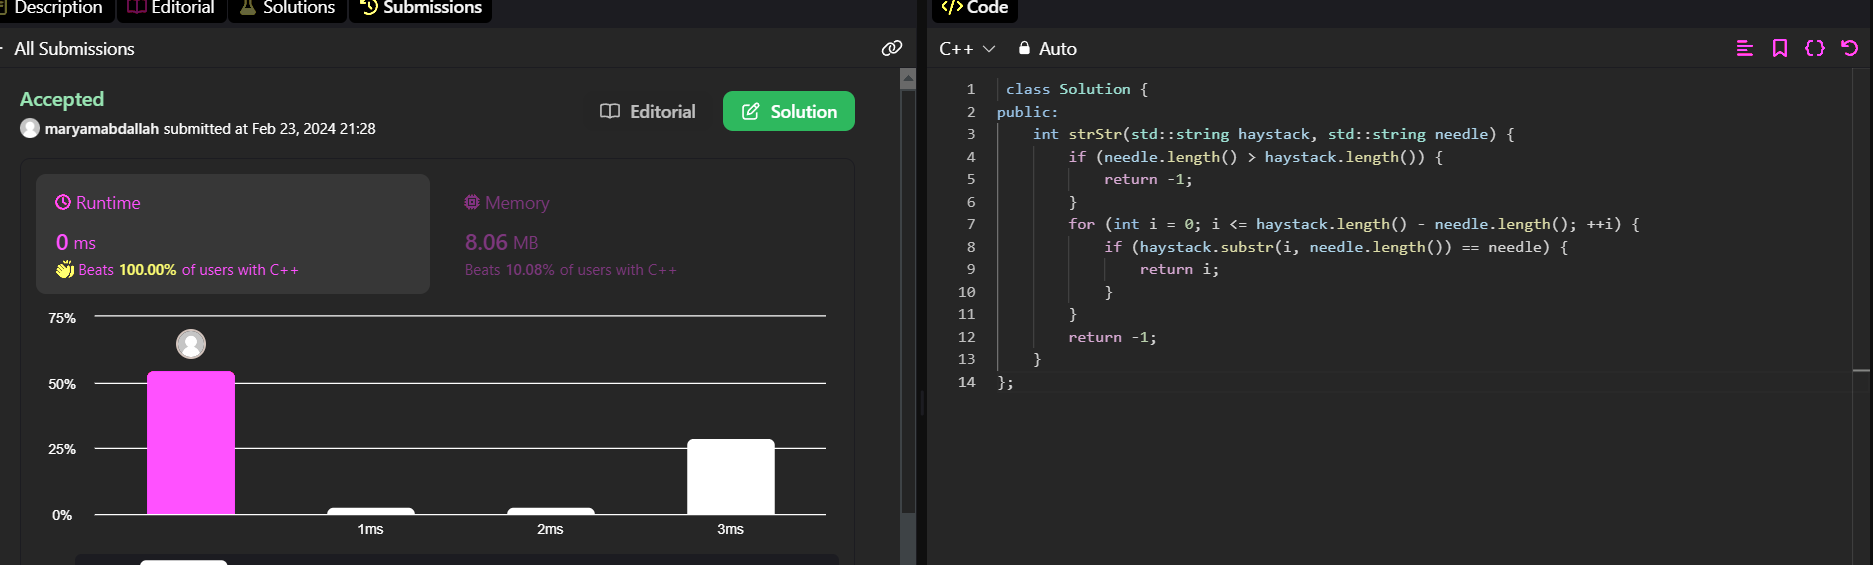 Description Editorial Solutions Submissions
All Submissions
Accepted
maryamabdallah submitted at Feb 23, 2024 21:28
Editorial
Solution
Runtime
0 ms
Beats 100.00% of users with C++
Memory
8.06 MB
Beats 10.08% of users with C++
75%
50%
25%
0%
1ms 2ms 3ms
</> Code
C++ Auto
1 class Solution {
2 public:
3 int strStr(std::string haystack, std::string needle) {
4 if (needle.length() > haystack.length()) {
5 return -1;
6 }
7 for (int i = 0; i <= haystack.length() - needle.length(); ++i) {
8 if (haystack.substr(i, needle.length()) == needle) {
9 return i;
10 }
11 }
12 return -1;
13 }
14 };